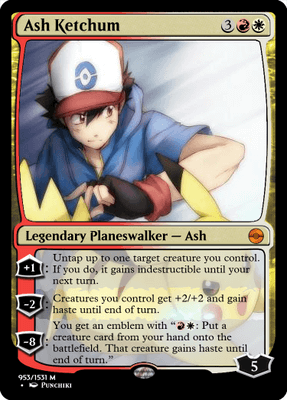 Ash Ketchum 3
Legendary Planeswalker — Ash
+1: Untap up to one target creature you control.
If you do, it gains indestructible until your
next turn.
-2: Creatures you control get +2/+2 and gain
haste until end of turn.
You get an emblem with “ : Put a
-8: creature card from your hand onto the
battlefield. That creature gains haste until
end of turn.”
5
953/1531 M
• Punchiki